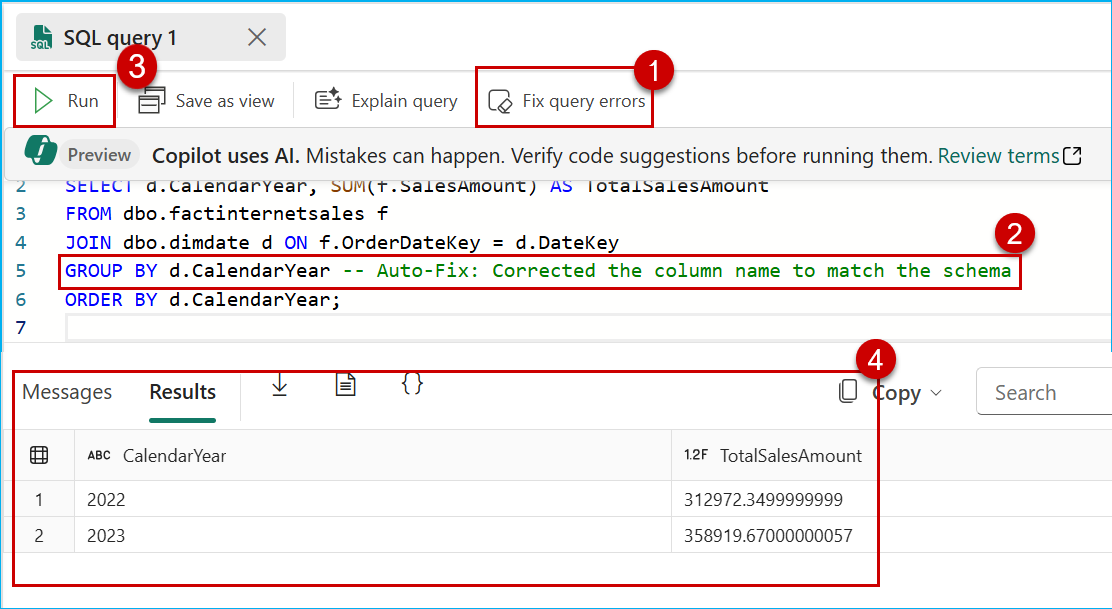 SQL query 1
3
1
Run
Save as view
Explain query
Fix query errors
Preview
Copilot uses AI. Mistakes can happen. Verify code suggestions before running them. Review terms
2 SELECT d.CalendarYear, SUM(f.SalesAmount) AS TotalSalesAmount
3 FROM dbo.factinternetsales f
4 JOIN dbo.dimdate d ON f.OrderDateKey = d.DateKey
2
5 GROUP BY d.CalendarYear -- Auto-Fix: Corrected the column name to match the schema
6 ORDER BY d.CalendarYear;
7
4
Messages Results {} Copy Search
ABC CalendarYear 1.2F TotalSalesAmount
1 2022 312972.3499999999
2 2023 358919.67000000057